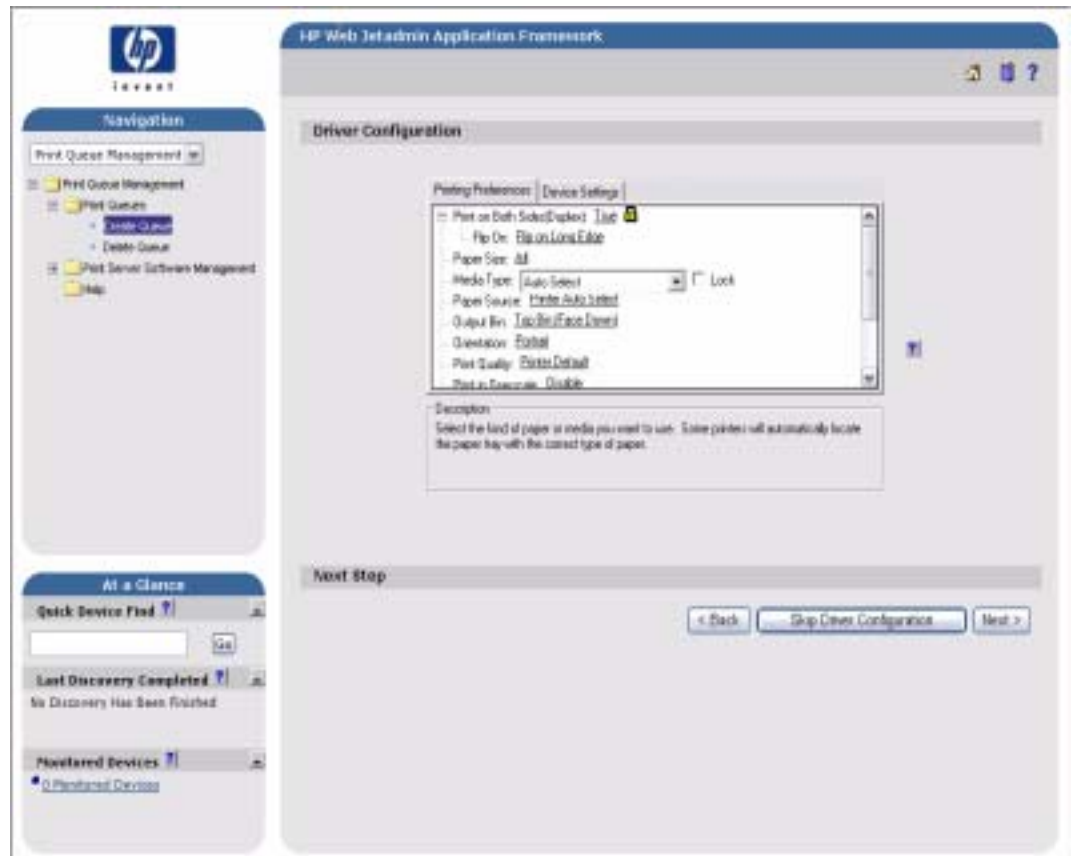 hp
invent
HP Web Jetadmin Application Framework
?
Navigation
Print Queue Management
Print Queue Management
Print Queues
Create Queue
Delete Queue
Print Server Software Management
Help
Driver Configuration
Printing Preferences Device Settings
Print on Both Sides(Duplex): True
Flip On: Flip on Long Edge
Paper Size:
Media Type: Auto Select Lock
Paper Source: Printer Auto Select
Output Bin: Top Bin (Face Down)
Orientation: Portrait
Print Quality: Printer Default
Print in Grayscale: Disable
?
Description
Select the kind of paper or media you want to use. Some printers will automatically locate
the paper tray with the correct type of paper.
Next Step
< Back Skip Driver Configuration Next >
At a Glance
Quick Device Find ?
Go
Last Discovery Completed ?
No Discovery Has Been Finished
Monitored Devices ?
0 Monitored Devices